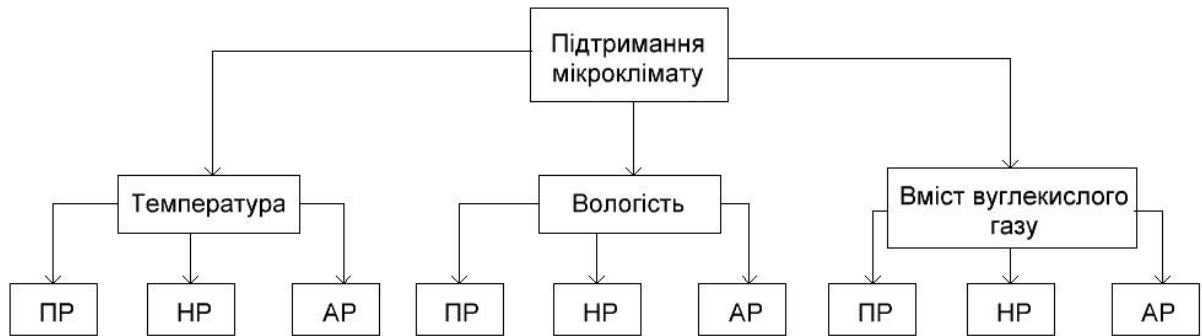 Підтримання
мікроклімату
Температура
Вологість
Вміст вуглекислого
газу
ПР
НР
АР
ПР
НР
АР
ПР
НР
АР